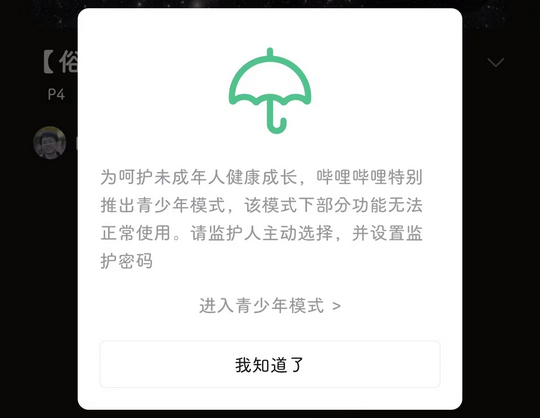 【俗
P4
为呵护未成年人健康成长，哔哩哔哩特别
推出青少年模式，该模式下部分功能无法
正常使用。请监护人主动选择，并设置监
护密码
进入青少年模式 >
我知道了